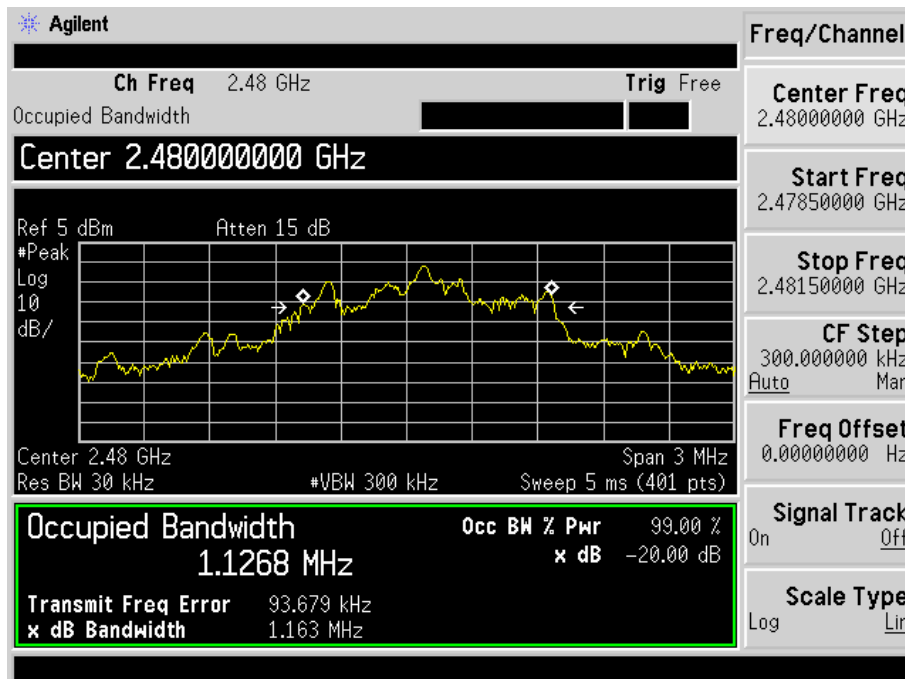 Agilent
Freq/Channel
Ch Freq 2.48 GHz Trig Free
Occupied Bandwidth
Center 2.480000000 GHz
Ref 5 dBm Atten 15 dB
#Peak
Log
10
dB/
Center 2.48 GHz Span 3 MHz
Res BW 30 kHz #VBW 300 kHz Sweep 5 ms (401 pts)
Occupied Bandwidth
1.1268 MHz
Occ BW % Pwr 99.00 %
x dB -20.00 dB
Transmit Freq Error 93.679 kHz
x dB Bandwidth 1.163 MHz
Center Freq
2.48000000 GHz
Start Freq
2.47850000 GHz
Stop Freq
2.48150000 GHz
CF Step
300.000000 kHz
Auto Man
Freq Offset
0.00000000 Hz
Signal Track
On Off
Scale Type
Log Lin